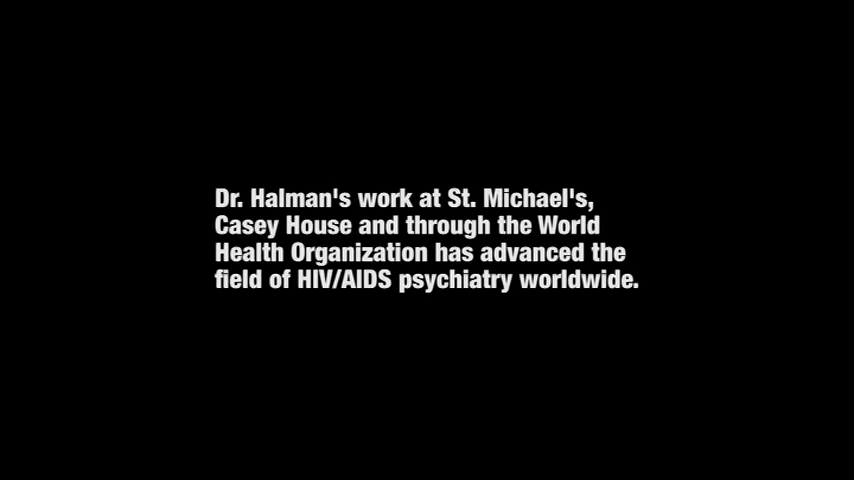 Dr. Halman's work at St. Michael's,
Casey House and through the World
Health Organization has advanced the
field of HIV/AIDS psychiatry worldwide.